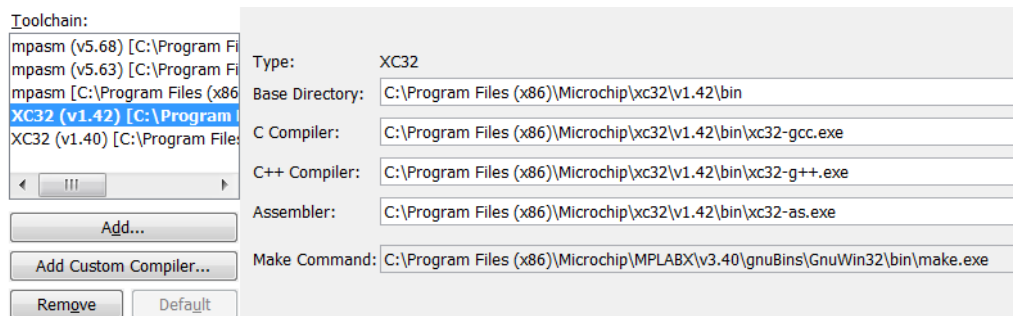 Toolchain:
mpasm (v5.68) [C:\Program Fi
mpasm (v5.63) [C:\Program Fi
mpasm [C:\Program Files (x86
XC32 (v1.42) [C:\Program
XC32 (v1.40) [C:\Program File
Add...
Add Custom Compiler...
Remove Default
Type: XC32
Base Directory: C:\Program Files (x86)\Microchip\xc32\v1.42\bin
C Compiler: C:\Program Files (x86)\Microchip\xc32\v1.42\bin\xc32-gcc.exe
C++ Compiler: C:\Program Files (x86)\Microchip\xc32\v1.42\bin\xc32-g++.exe
Assembler: C:\Program Files (x86)\Microchip\xc32\v1.42\bin\xc32-as.exe
Make Command: C:\Program Files (x86)\Microchip\MPLABX\v3.40\gnuBins\GnuWin32\bin\make.exe